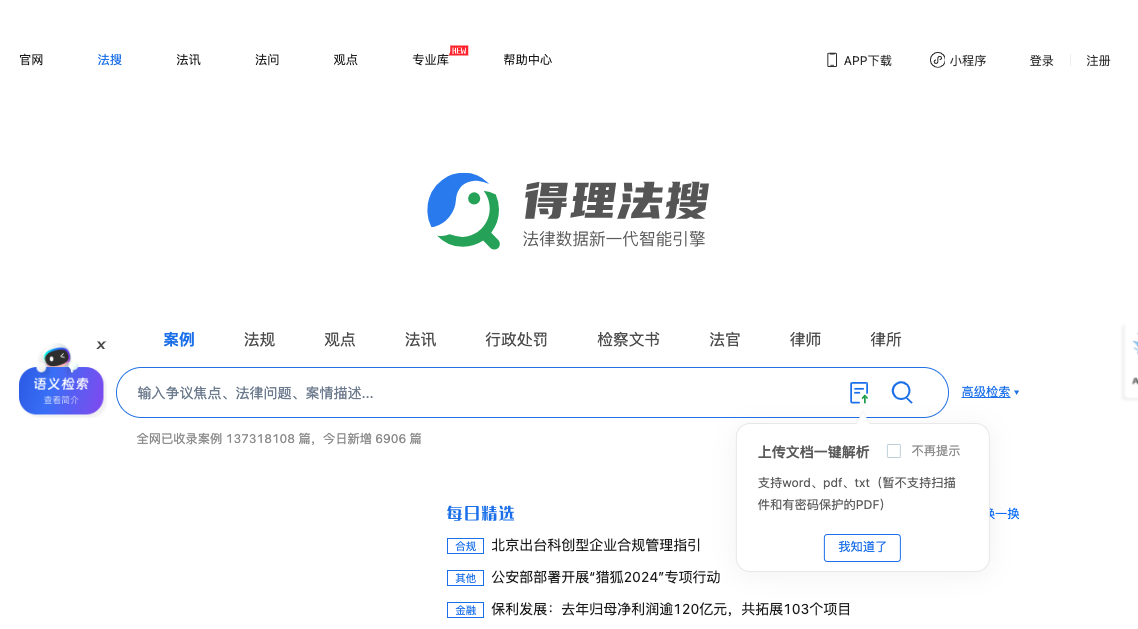 官网 法搜 法讯 法问 观点 专业库 NEW 帮助中心 APP下载 小程序 登录 注册
得理法搜
法律数据新一代智能引擎
案例 法规 观点 法讯 行政处罚 检察文书 法官 律师 律所
x
语义检索
查看简介
输入争议焦点、法律问题、案情描述...
高级检索
全网已收录案例 137318108 篇，今日新增 6906 篇
上传文档一键解析 不再提示
支持word、pdf、txt（暂不支持扫描
件和有密码保护的PDF）
我知道了
每日精选
一换
合规 北京出台科创型企业合规管理指引
其他 公安部部署开展“猎狐2024”专项行动
金融 保利发展：去年归母净利润逾120亿元，共拓展103个项目